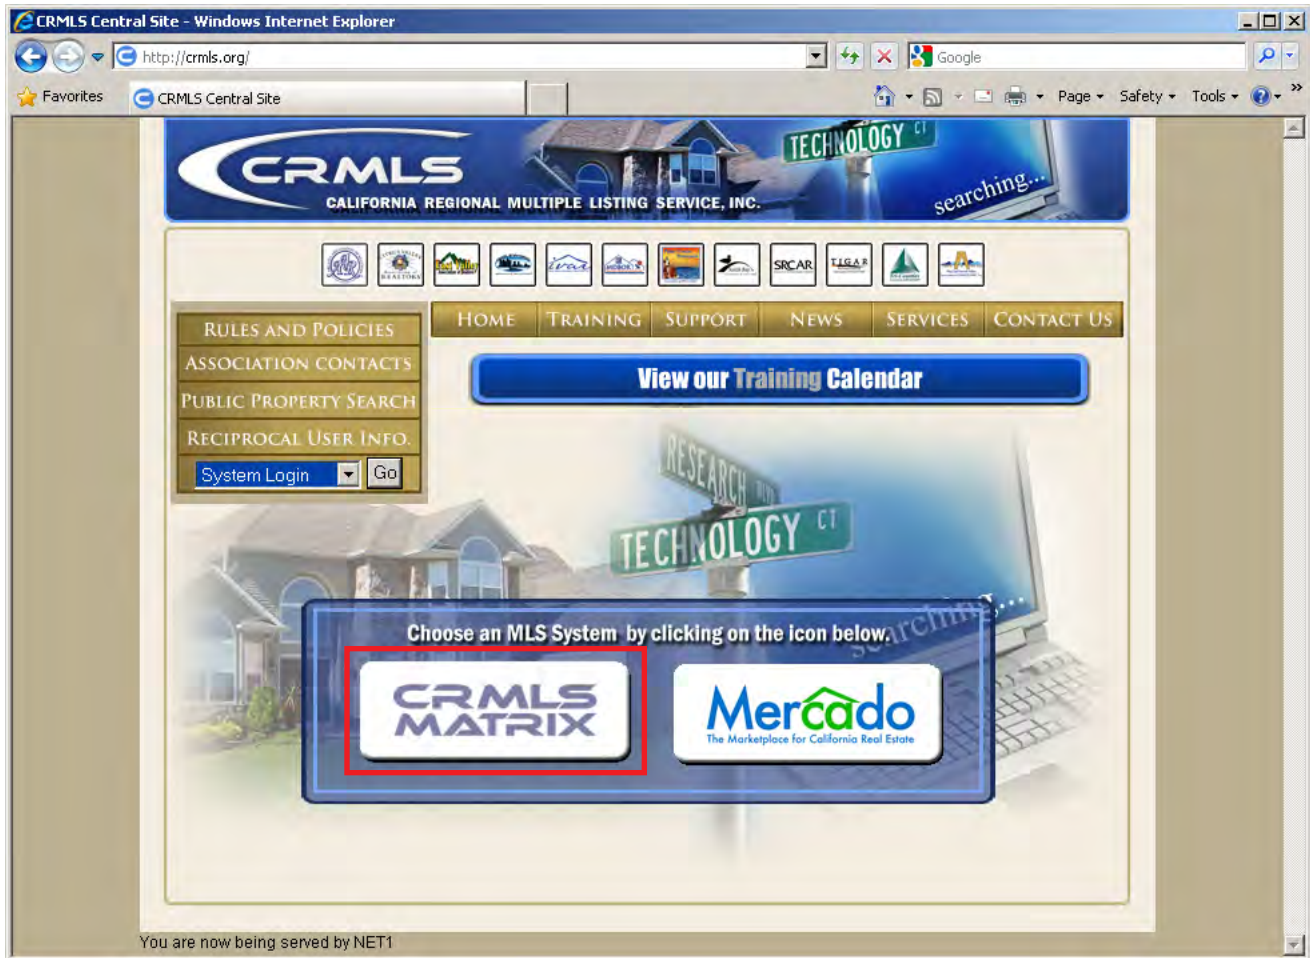 CRMLS Central Site - Windows Internet Explorer
http://crmls.org/
Google
Favorites
CRMLS Central Site
Page
Safety
Tools
CRMLS
CALIFORNIA REGIONAL MULTIPLE LISTING SERVICE, INC.
TECHNOLOGY CT
searching...
ivar
SRCAR
TIGAR
HOME TRAINING SUPPORT NEWS SERVICES CONTACT US
RULES AND POLICIES
ASSOCIATION CONTACTS
PUBLIC PROPERTY SEARCH
RECIPROCAL USER INFO.
System Login Go
View our Training Calendar
RESEARCH BLVD
TECHNOLOGY CT
searching...
Choose an MLS System by clicking on the icon below.
CRMLS
MATRIX
Mercado
The Marketplace for California Real Estate
You are now being served by NET1